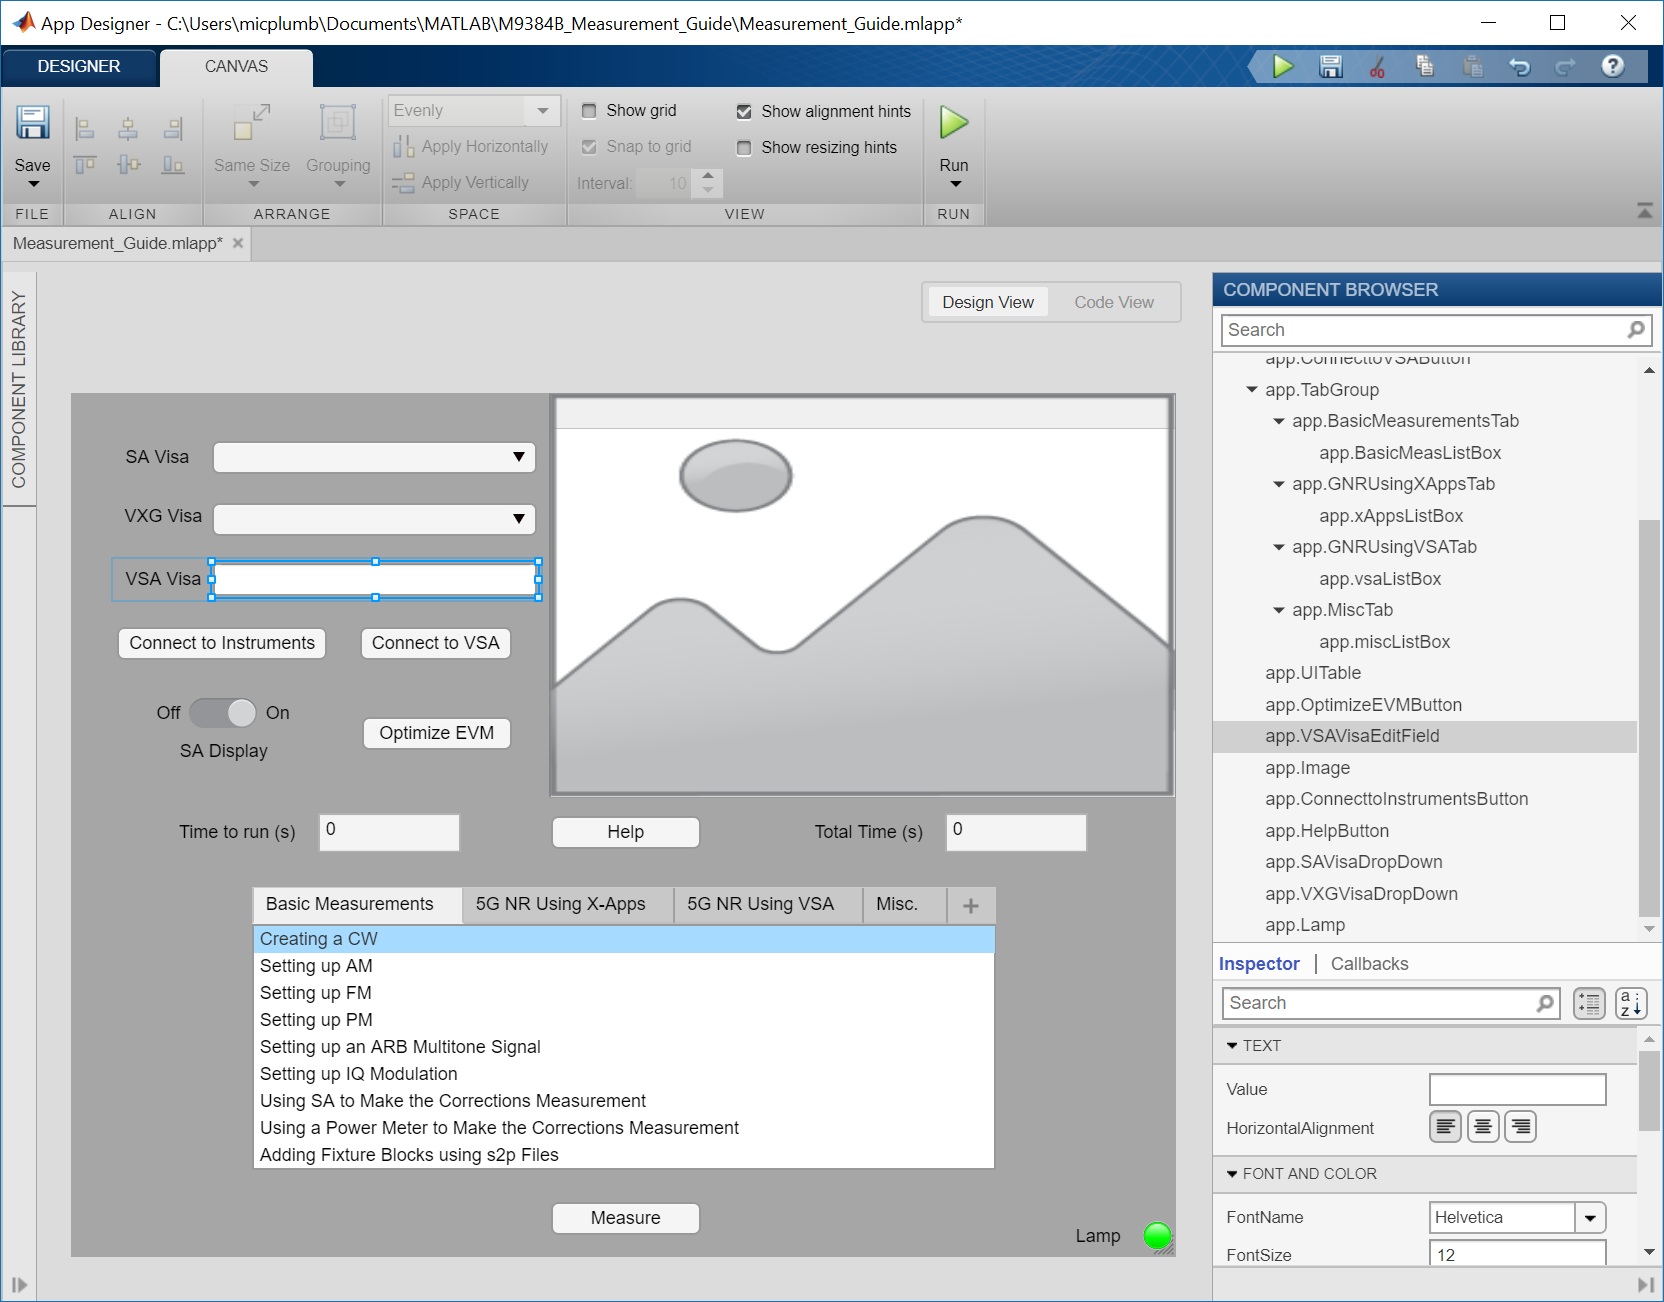 App Designer - C:\Users\micplumb\Documents\MATLAB\M9384B_Measurement_Guide\Measurement_Guide.mlapp*
DESIGNER
CANVAS
Save
FILE
ALIGN
Same Size
Grouping
ARRANGE
Evenly
Apply Horizontally
Apply Vertically
SPACE
Show grid
Snap to grid
Interval: 10
Show alignment hints
Show resizing hints
VIEW
Run
RUN
Measurement_Guide.mlapp*
COMPONENT LIBRARY
Design View
Code View
SA Visa
VXG Visa
VSA Visa
Connect to Instruments
Connect to VSA
Off
On
SA Display
Optimize EVM
Time to run (s)
0
Help
Total Time (s)
0
Basic Measurements
5G NR Using X-Apps
5G NR Using VSA
Misc.
Creating a CW
Setting up AM
Setting up FM
Setting up PM
Setting up an ARB Multitone Signal
Setting up IQ Modulation
Using SA to Make the Corrections Measurement
Using a Power Meter to Make the Corrections Measurement
Adding Fixture Blocks using s2p Files
Measure
Lamp
COMPONENT BROWSER
Search
app.ConnecttoVSAButton
app.TabGroup
app.BasicMeasurementsTab
app.BasicMeasListBox
app.GNRUsingXAppsTab
app.xAppsListBox
app.GNRUsingVSATab
app.vsaListBox
app.MiscTab
app.miscListBox
app.UITable
app.OptimizeEVMButton
app.VSAVisaEditField
app.Image
app.ConnecttoInstrumentsButton
app.HelpButton
app.SAVisaDropDown
app.VXGVisaDropDown
app.Lamp
Inspector | Callbacks
Search
TEXT
Value
HorizontalAlignment
FONT AND COLOR
FontName
Helvetica
FontSize
12